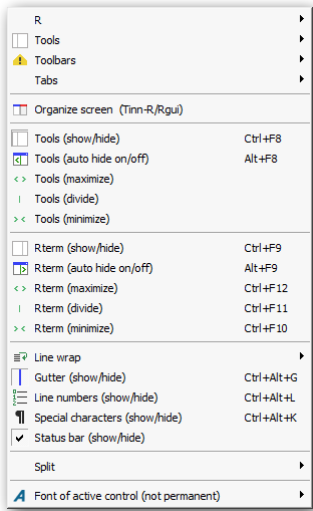 R
Tools
Toolbars
Tabs
Organize screen (Tinn-R/Rgui)
Tools (show/hide) Ctrl+F8
Tools (auto hide on/off) Alt+F8
Tools (maximize)
Tools (divide)
Tools (minimize)
Rterm (show/hide) Ctrl+F9
Rterm (auto hide on/off) Alt+F9
Rterm (maximize) Ctrl+F12
Rterm (divide) Ctrl+F11
Rterm (minimize) Ctrl+F10
Line wrap
Gutter (show/hide) Ctrl+Alt+G
Line numbers (show/hide) Ctrl+Alt+L
Special characters (show/hide) Ctrl+Alt+K
Status bar (show/hide)
Split
Font of active control (not permanent)